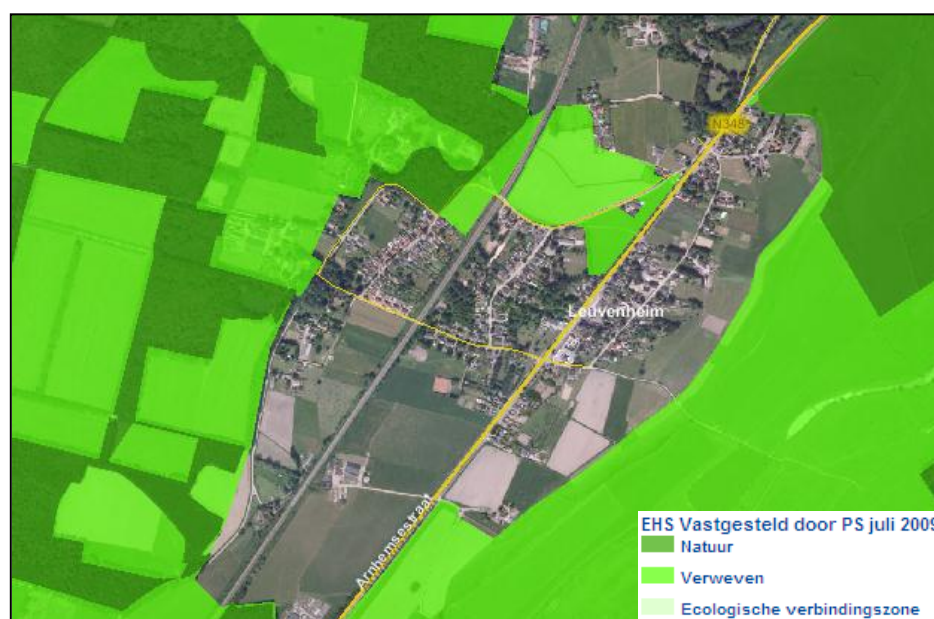 N348
Leuvenheim
Arnhemsestraat
EHS Vastgesteld door PS juli 2009
Natuur
Verweven
Ecologische verbindingszone